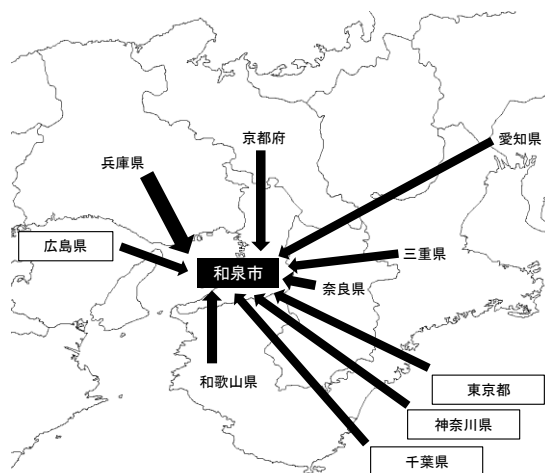 京都府
愛知県
兵庫県
広島県
三重県
和泉市
奈良県
和歌山県
東京都
神奈川県
千葉県